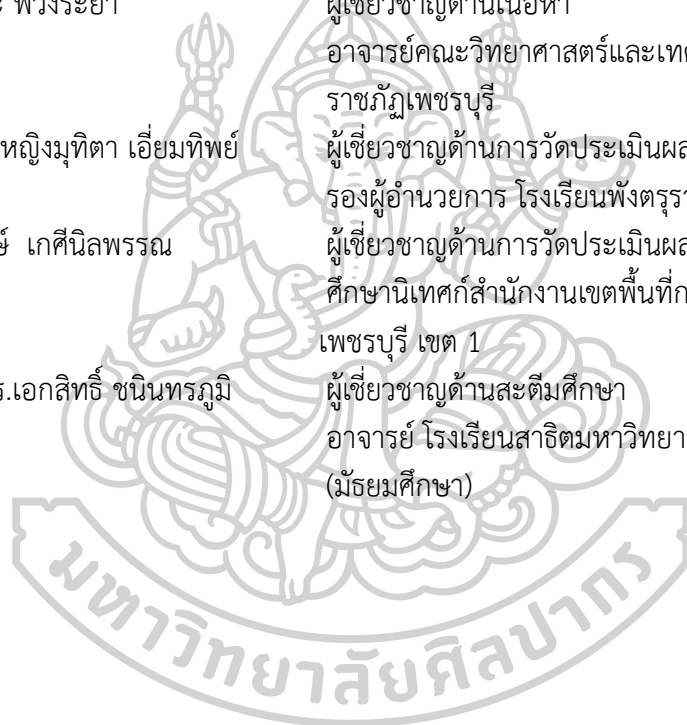 พวงระย้า ผู้เชี่ยวชาญด้านเนื้อหา
อาจารย์คณะวิทยาศาสตร์และเทค
ราชภัฏเพชรบุรี
หญิงมุทิตา เอี่ยมทิพย์ ผู้เชี่ยวชาญด้านการวัดประเมินผล
รองผู้อำนวยการ โรงเรียนพังตรุรา
ษ์ เกศีนิลพรรณ ผู้เชี่ยวชาญด้านการวัดประเมินผล
ศึกษานิเทศก์สำนักงานเขตพื้นที่ก
เพชรบุรี เขต 1
ร.เอกสิทธิ์ ชนินทรภูมิ ผู้เชี่ยวชาญด้านสะตีมศึกษา
อาจารย์ โรงเรียนสาธิตมหาวิทยา
(มัธยมศึกษา)
มหาวิทยาลัยศิลปากร